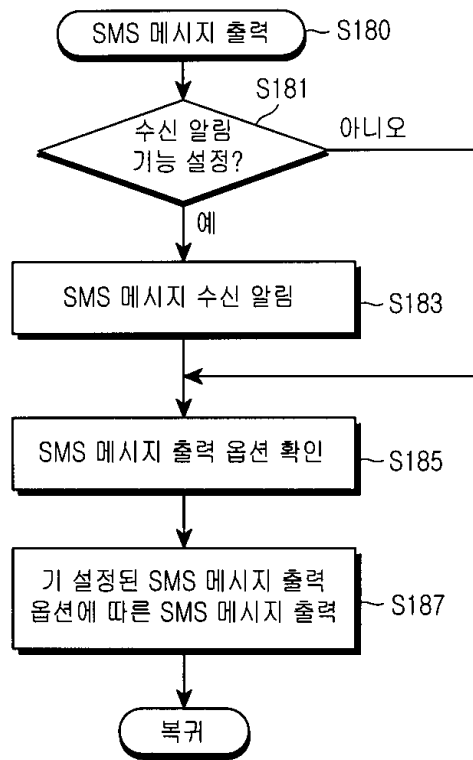 SMS 메시지 출력
S180
S181
수신 알림
기능 설정?
아니오
예
SMS 메시지 수신 알림
S183
SMS 메시지 출력 옵션 확인
S185
기 설정된 SMS 메시지 출력
옵션에 따른 SMS 메시지 출력
S187
복귀